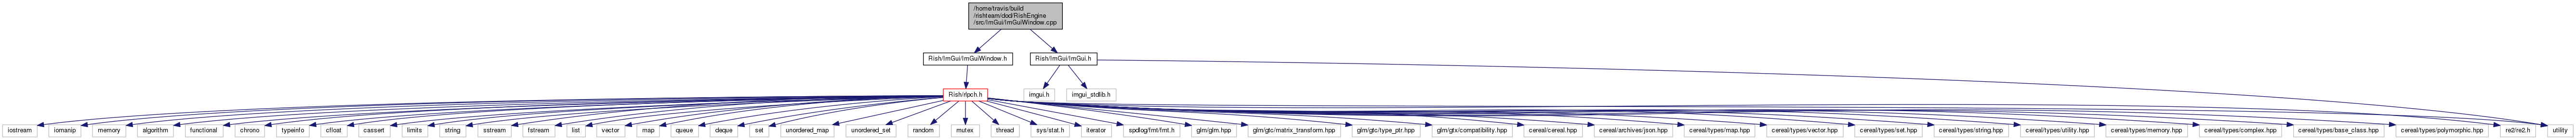 /home/travis/build
/rishteam/dod/RishEngine
/src/ImGui/ImGuiWindow.cpp
Rish/ImGui/ImGuiWindow.h
Rish/ImGui/ImGui.h
Rish/rlpch.h
imgui.h
imgui_stdlib.h
iostream
iomanip
memory
algorithm
functional
chrono
typeinfo
cfloat
cassert
limits
string
sstream
fstream
list
vector
map
queue
deque
set
unordered_map
unordered_set
random
mutex
thread
sys/stat.h
iterator
spdlog/fmt/fmt.h
glm/glm.hpp
glm/gtc/matrix_transform.hpp
glm/gtc/type_ptr.hpp
glm/gtx/compatibility.hpp
cereal/cereal.hpp
cereal/archives/json.hpp
cereal/types/map.hpp
cereal/types/vector.hpp
cereal/types/set.hpp
cereal/types/string.hpp
cereal/types/utility.hpp
cereal/types/memory.hpp
cereal/types/complex.hpp
cereal/types/base_class.hpp
cereal/types/polymorphic.hpp
re2/re2.h
utility